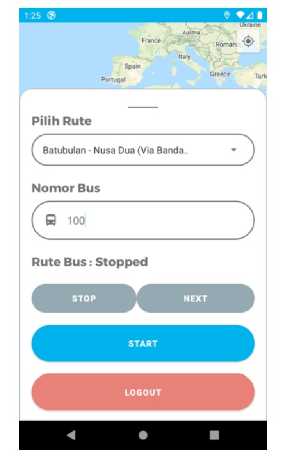 1:25
Ukraine
France
Austria
Roman
Italy
Spain
Portugal
Greece
Turk
Pilih Rute
Batubulan - Nusa Dua (Via Banda..
Nomor Bus
100
Rute Bus : Stopped
STOP NEXT
START
LOGOUT